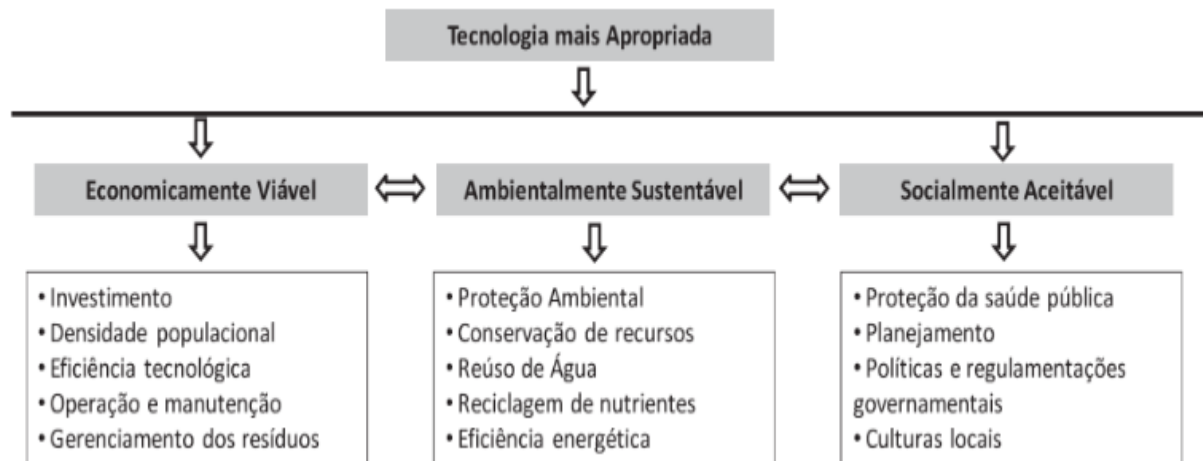 Tecnologia mais Apropriada
Economicamente Viável
Ambientalmente Sustentável
Socialmente Aceitável
• Investimento
• Densidade populacional
• Eficiência tecnológica
• Operação e manutenção
• Gerenciamento dos resíduos
• Proteção Ambiental
• Conservação de recursos
• Reúso de Água
• Reciclagem de nutrientes
• Eficiência energética
• Proteção da saúde pública
• Planejamento
• Políticas e regulamentações
governamentais
• Culturas locais